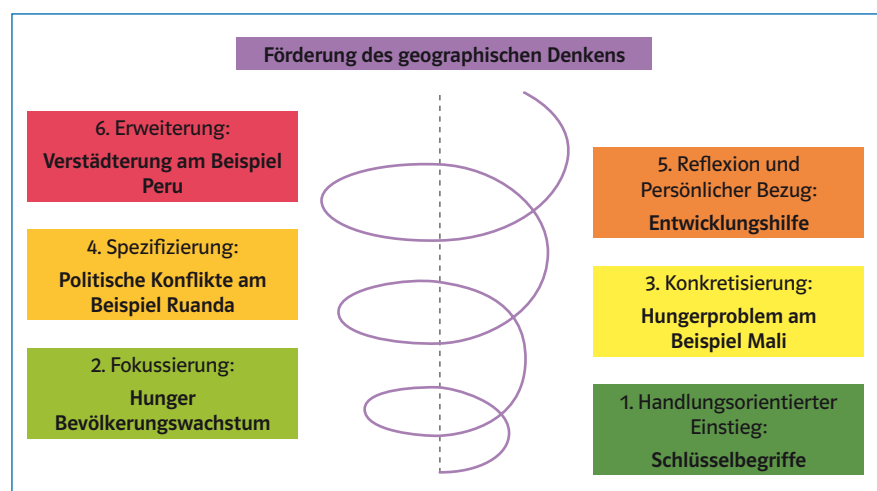 Förderung des geographischen Denkens
6. Erweiterung:
Verstädterung am Beispiel
Peru
5. Reflexion und
Persönlicher Bezug:
Entwicklungshilfe
4. Spezifizierung:
Politische Konflikte am
Beispiel Ruanda
3. Konkretisierung:
Hungerproblem am
Beispiel Mali
2. Fokussierung:
Hunger
Bevölkerungswachstum
1. Handlungsorientierter
Einstieg:
Schlüsselbegriffe